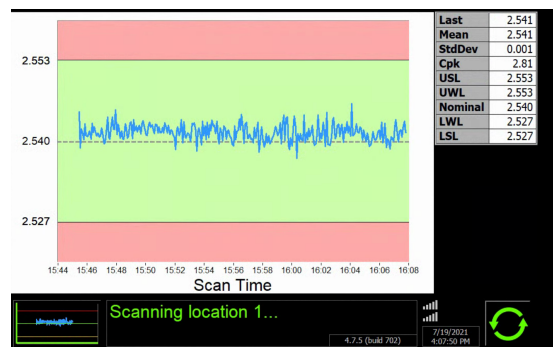 2.553
2.540
2.527
15:44 15:46 15:48 15:50 15:52 15:54 15:56 15:58 16:00 16:02 16:04 16:06 16:08
Scan Time
Last 2.541
Mean 2.541
StdDev 0.001
Cpk 2.81
USL 2.553
UWL 2.553
Nominal 2.540
LWL 2.527
LSL 2.527
Scanning location 1...
4.7.5 (build 702)
7/19/2021
4:07:50 PM